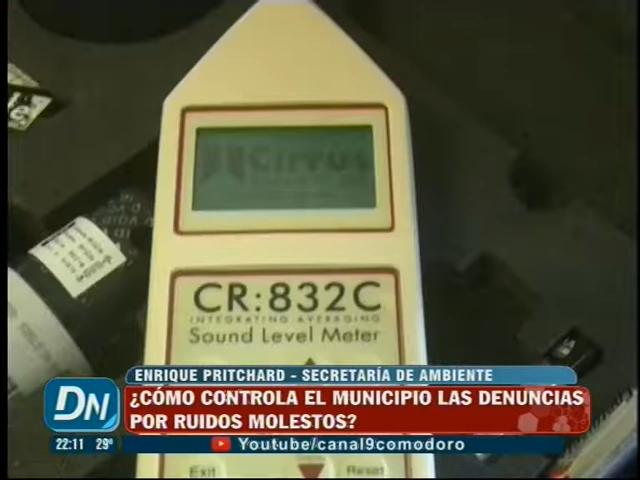 Cirrus
CR:832C
INTEGRATING AVERAGING
Sound Level Meter
ENRIQUE PRITCHARD - SECRETARÍA DE AMBIENTE
DN
¿CÓMO CONTROLA EL MUNICIPIO LAS DENUNCIAS
POR RUIDOS MOLESTOS?
22:11 29º
Youtube/canal9comodoro
Exit
Reset